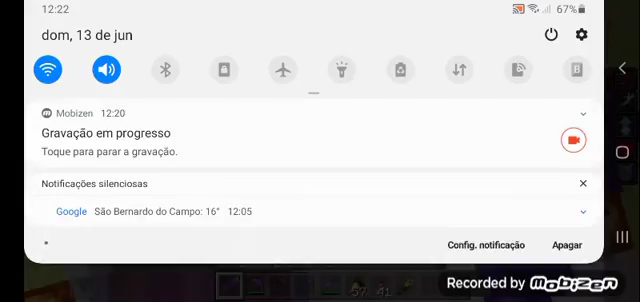 12:22
67%
dom, 13 de jun
Mobizen 12:20
Gravação em progresso
Toque para parar a gravação.
Notificações silenciosas
Google São Bernardo do Campo: 16° 12:05
Config. notificação Apagar
41
Recorded by Mobizen